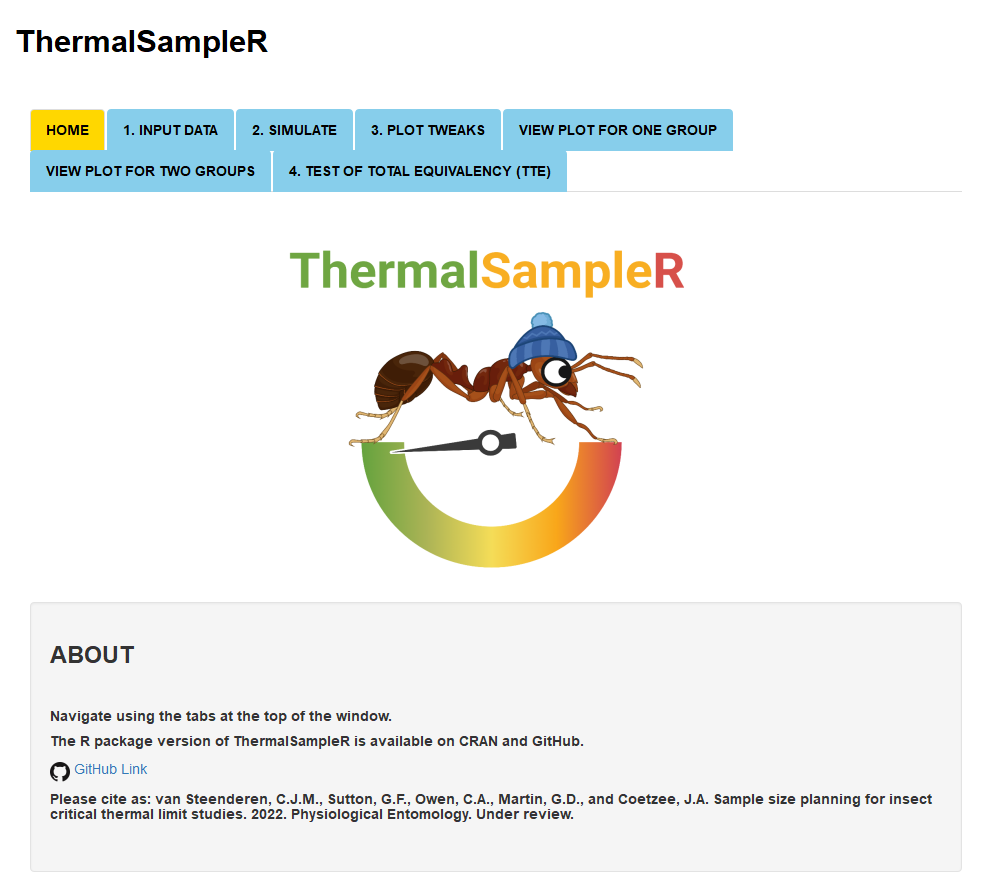 ThermalSampleR
HOME
1. INPUT DATA
2. SIMULATE
3. PLOT TWEAKS
VIEW PLOT FOR ONE GROUP
VIEW PLOT FOR TWO GROUPS
4. TEST OF TOTAL EQUIVALENCY (TTE)
ThermalSampleR
ABOUT
Navigate using the tabs at the top of the window.
The R package version of ThermalSampleR is available on CRAN and GitHub.
GitHub Link
Please cite as: van Steenderen, C.J.M., Sutton, G.F., Owen, C.A., Martin, G.D., and Coetzee, J.A. Sample size planning for insect
critical thermal limit studies. 2022. Physiological Entomology. Under review.